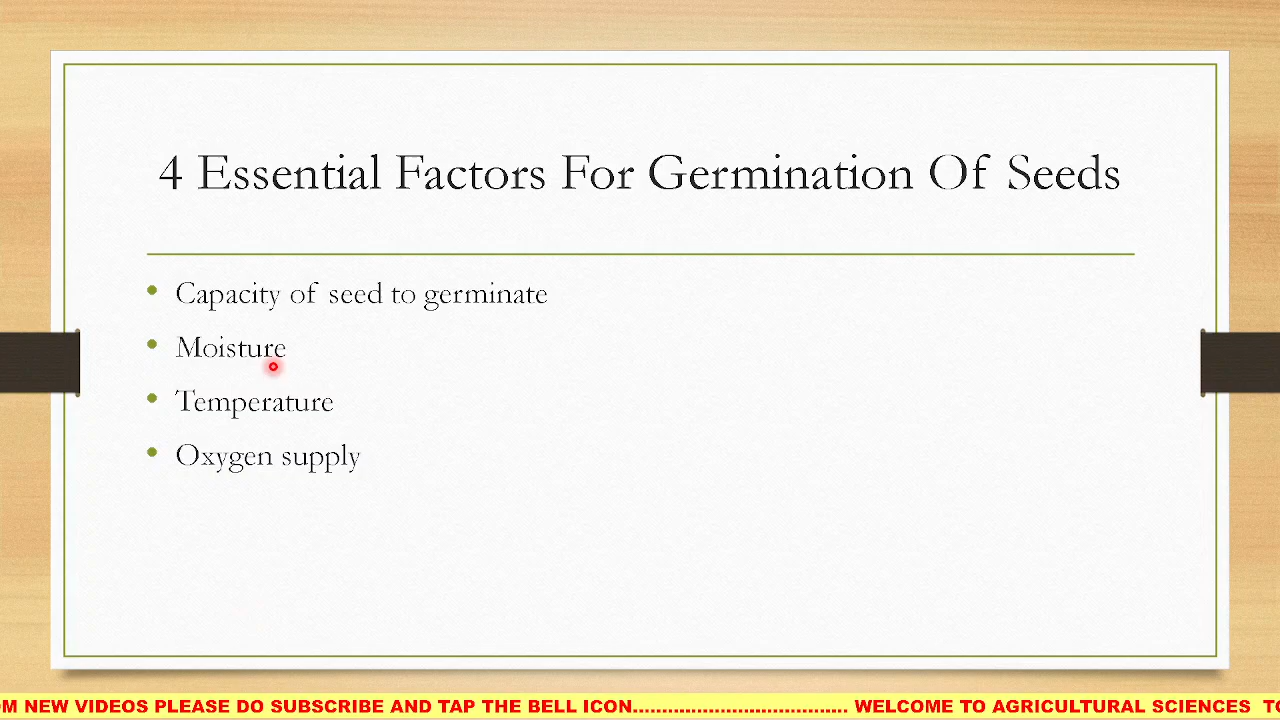 4 Essential Factors For Germination Of Seeds
• Capacity of seed to germinate
• Moisture
• Temperature
• Oxygen supply
NEW VIDEOS PLEASE DO SUBSCRIBE AND TAP THE BELL ICON..................................... WELCOME TO AGRICULTURAL SCIENCES